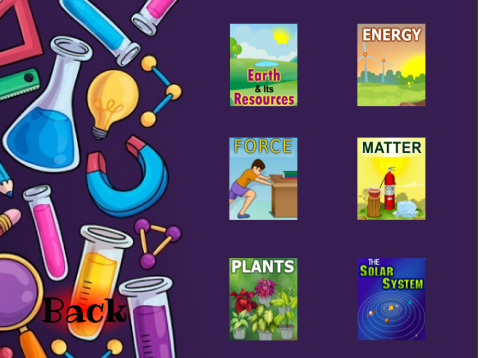 Earth
& Its
Resources
ENERGY
FORCE
MATTER
PLANTS
THE
SOLAR
SYSTEM
Back